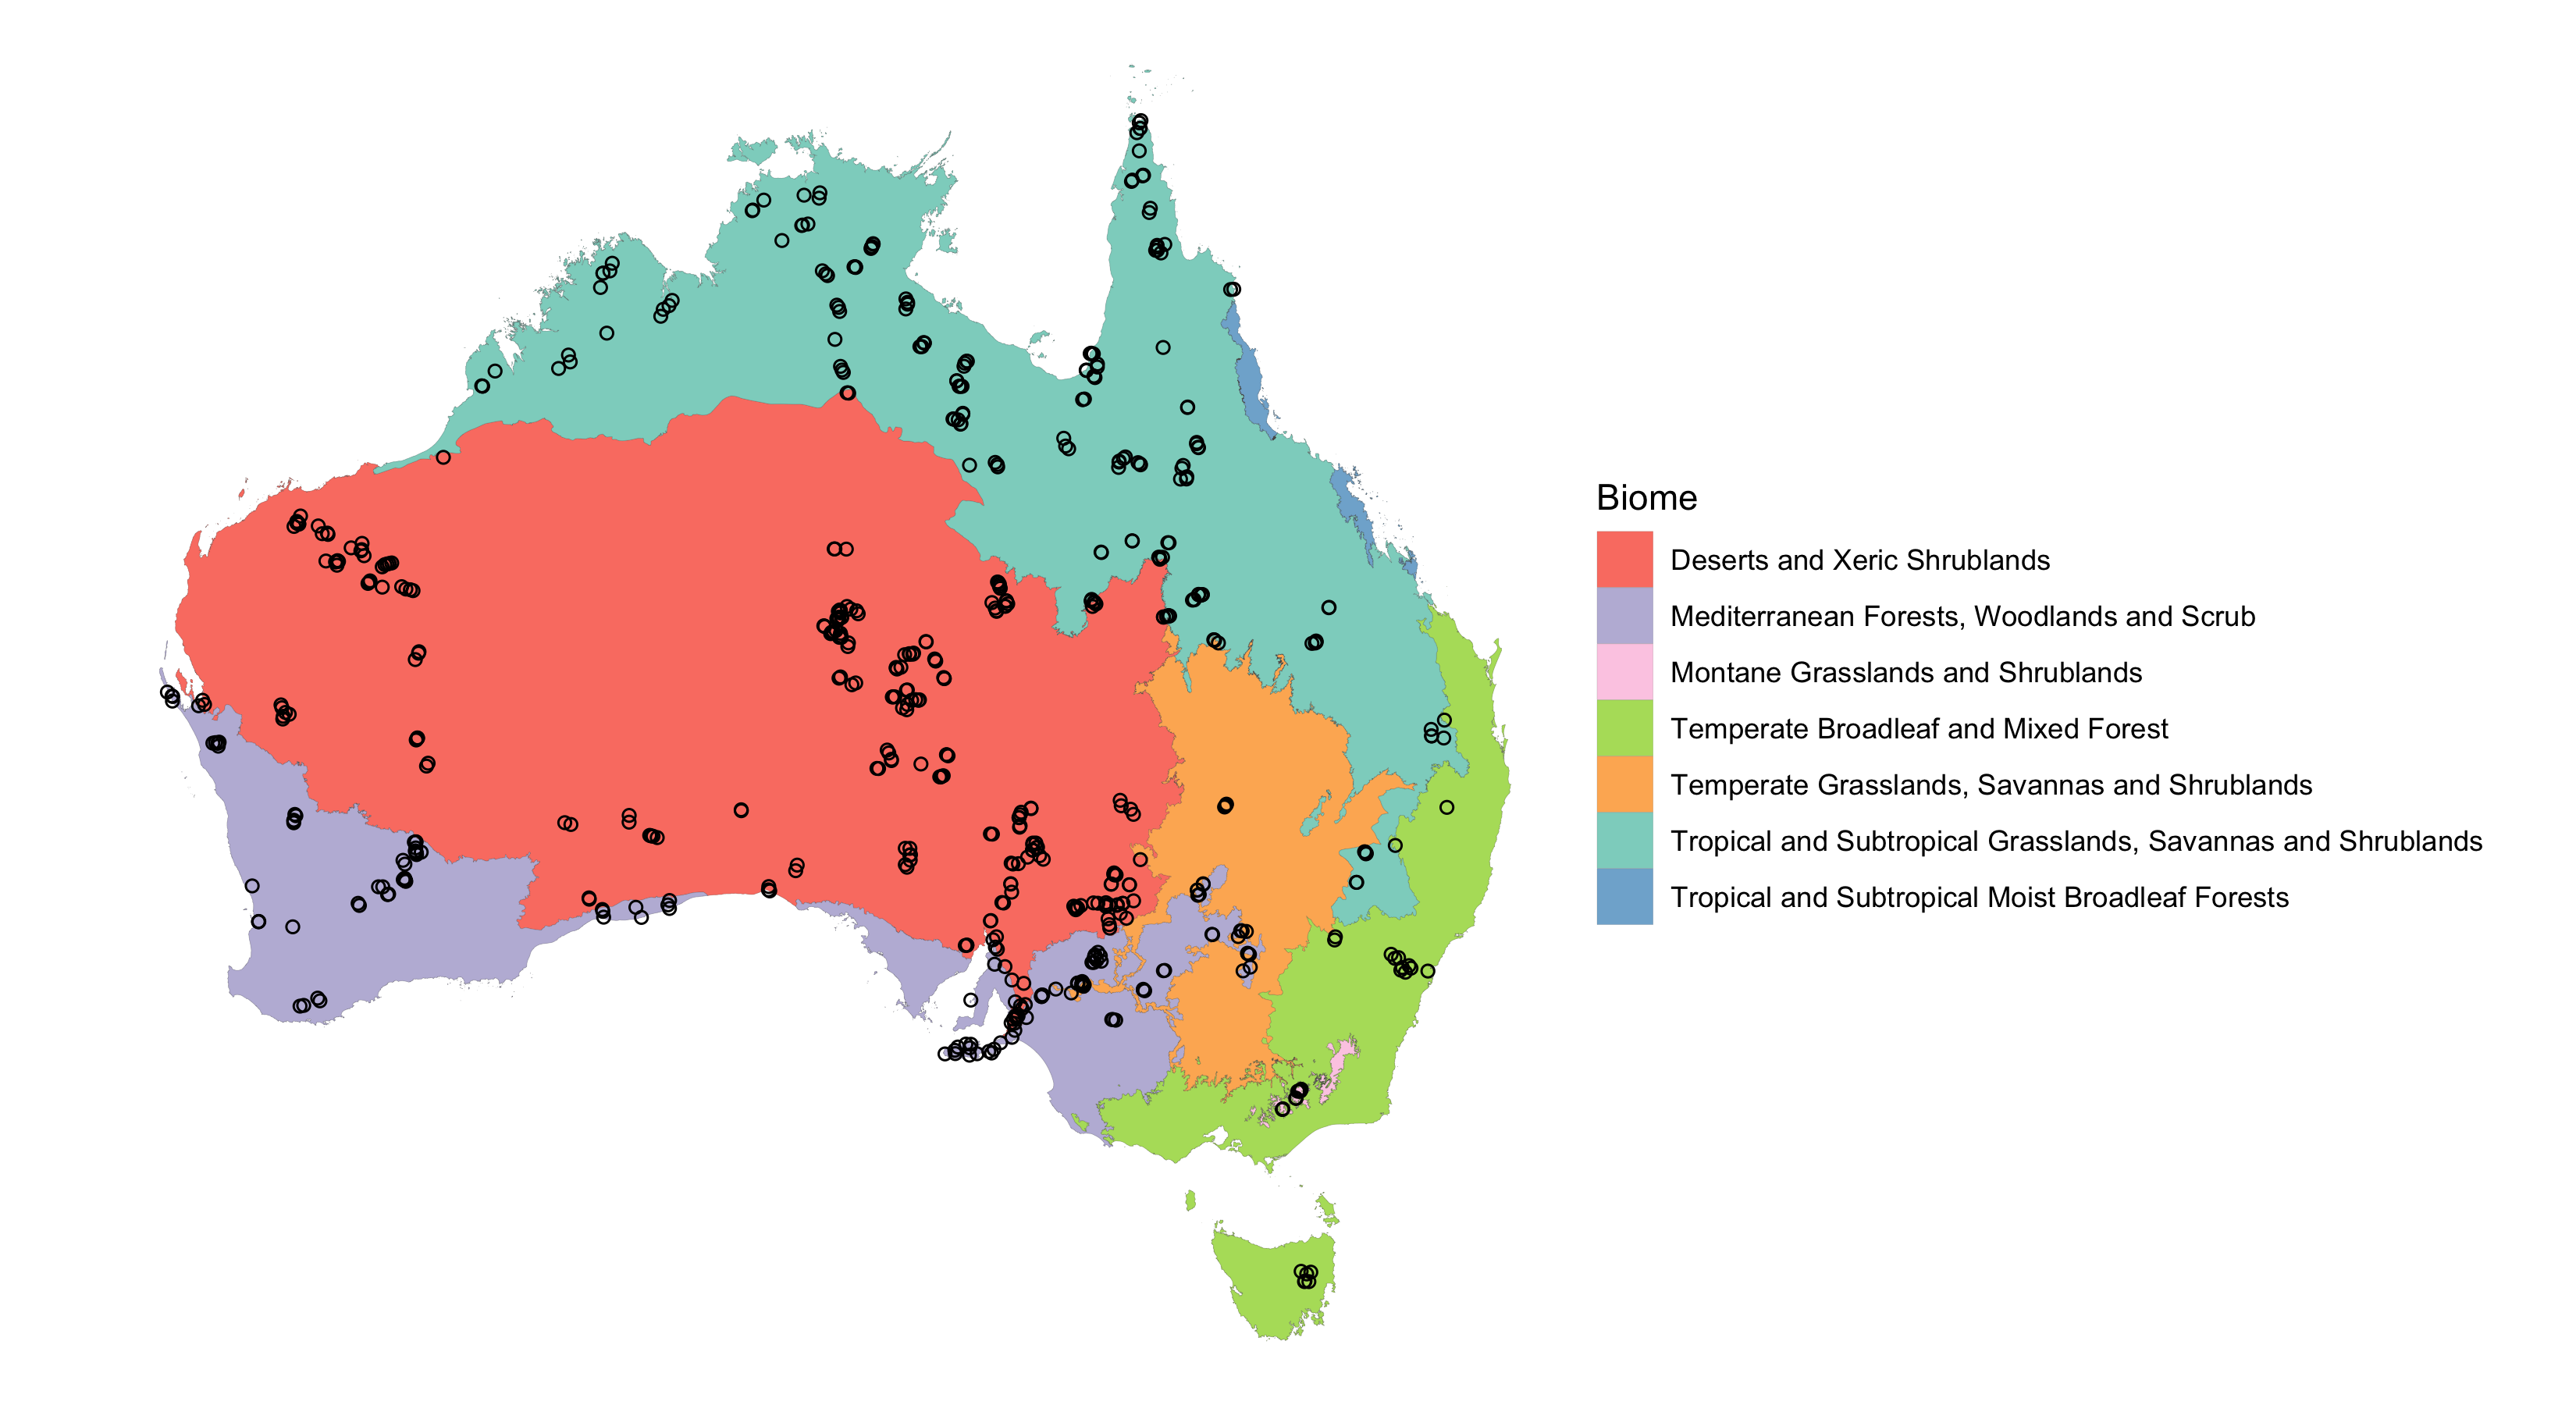 Biome
Deserts and Xeric Shrublands
Mediterranean Forests, Woodlands and Scrub
Montane Grasslands and Shrublands
Temperate Broadleaf and Mixed Forest
Temperate Grasslands, Savannas and Shrublands
Tropical and Subtropical Grasslands, Savannas and Shrublands
Tropical and Subtropical Moist Broadleaf Forests